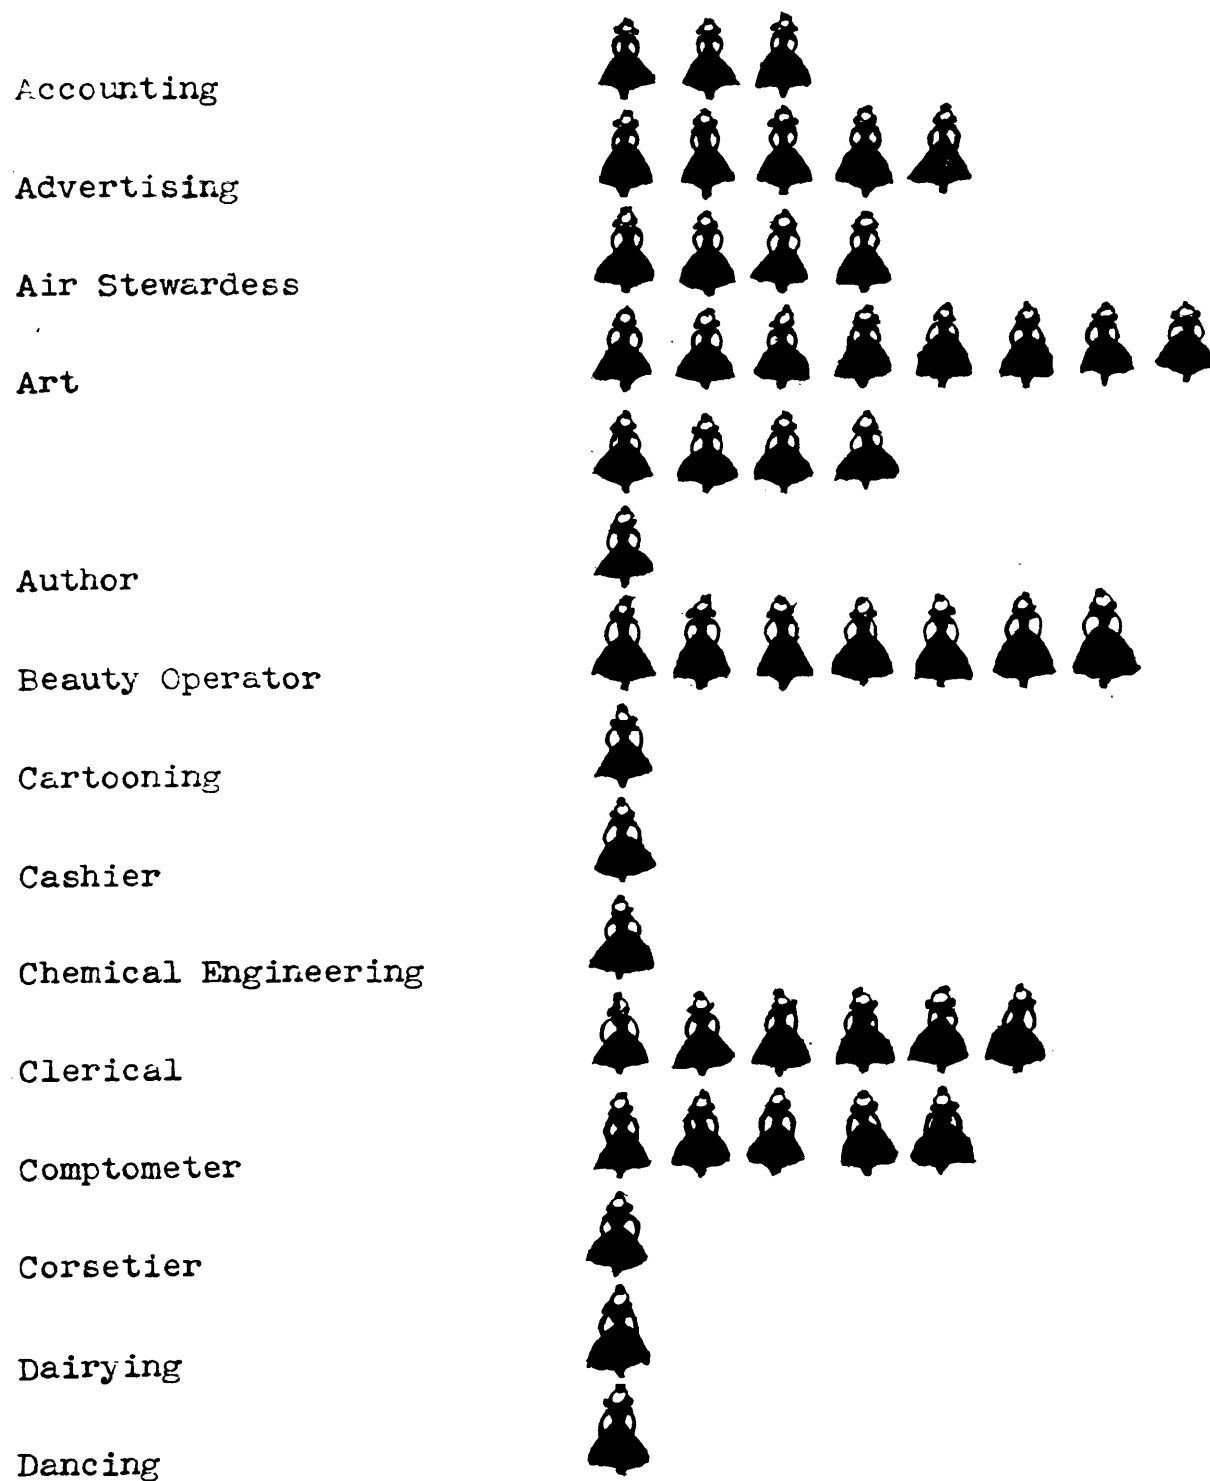 Accounting
Advertising
Air Stewardess
Art
Author
Beauty Operator
Cartooning
Cashier
Chemical Engineering
Clerical
Comptometer
Corsetier
Dairying
Dancing